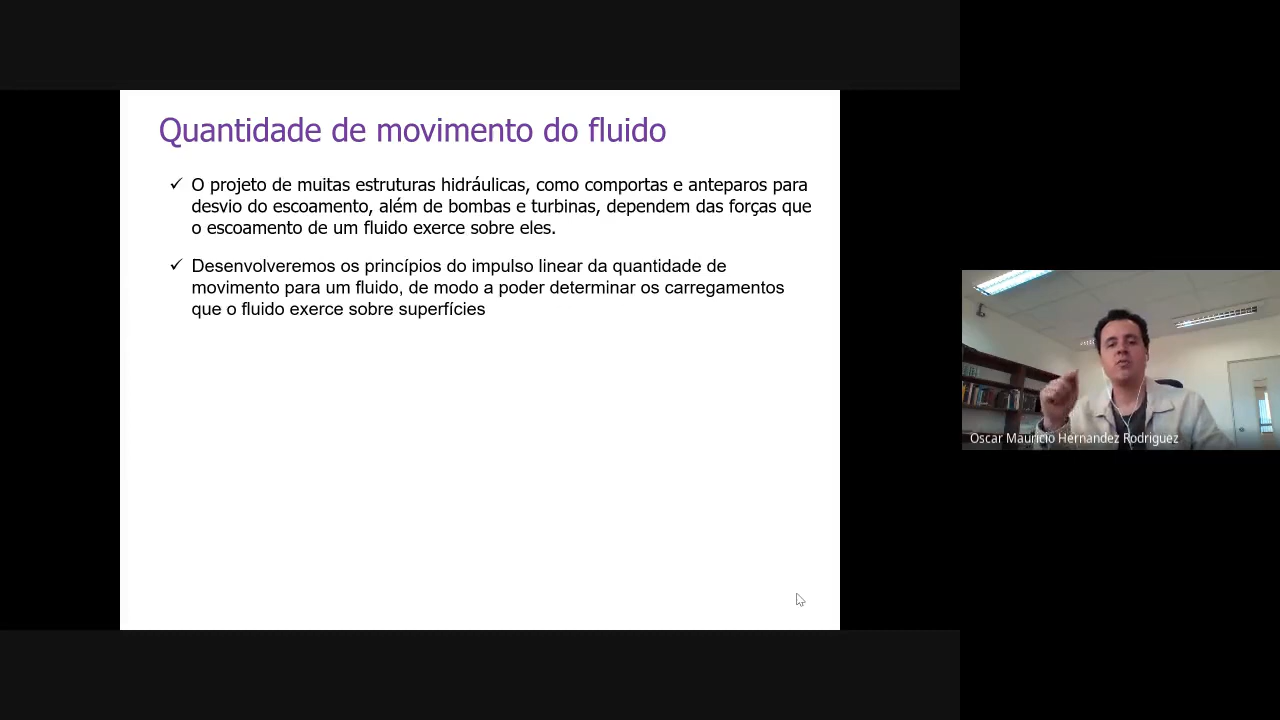 Quantidade de movimento do fluido
✓ O projeto de muitas estruturas hidráulicas, como comportas e anteparos para
desvio do escoamento, além de bombas e turbinas, dependem das forças que
o escoamento de um fluido exerce sobre eles.
✓ Desenvolveremos os princípios do impulso linear da quantidade de
movimento para um fluido, de modo a poder determinar os carregamentos
que o fluido exerce sobre superfícies
Oscar Mauricio Hernandez Rodriguez